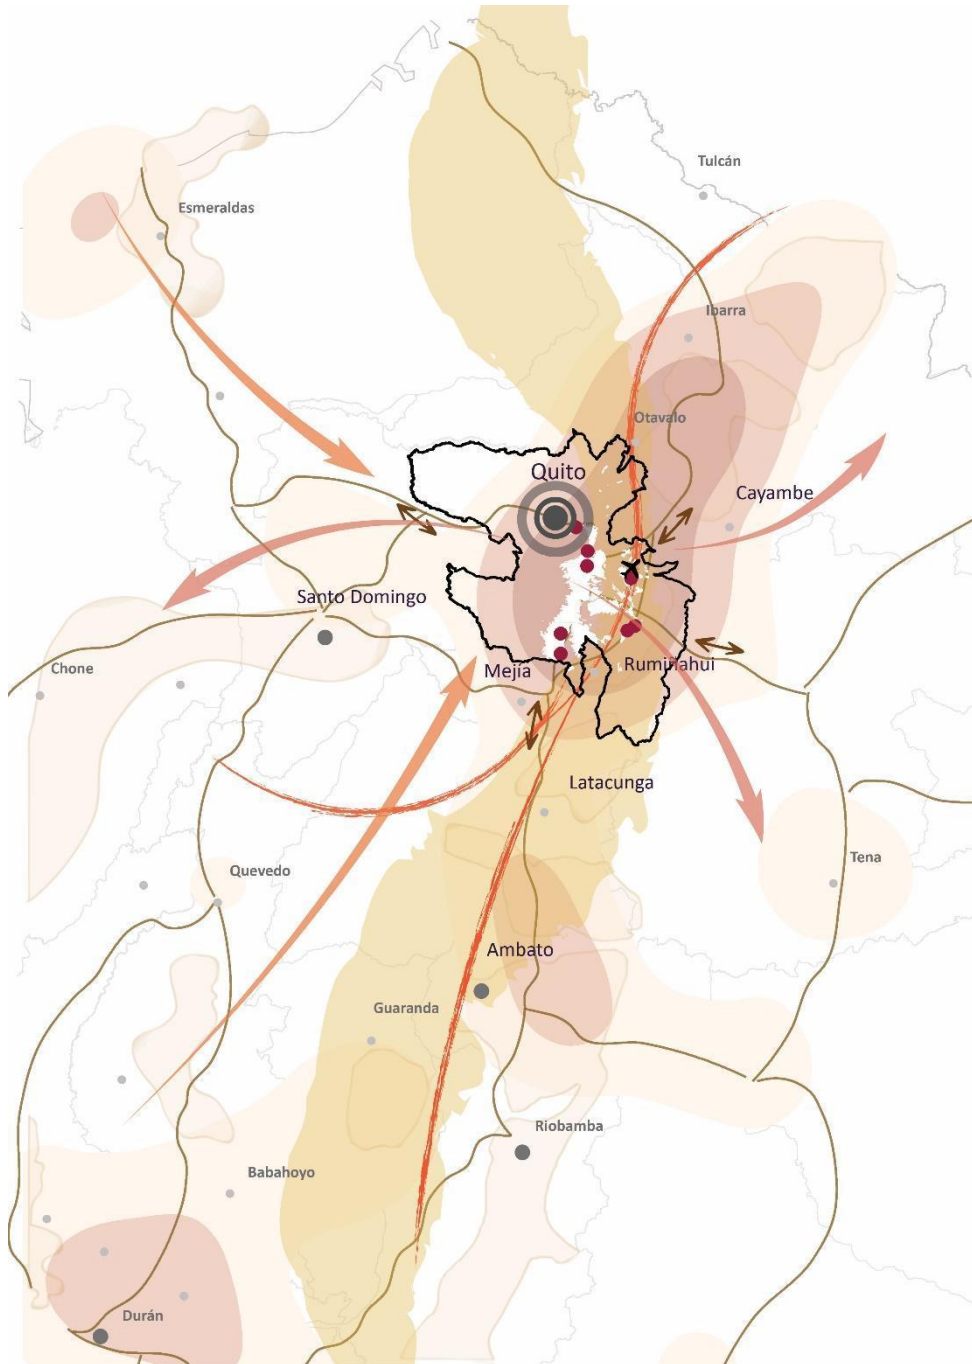 Tulcán
Esmeraldas
Ibarra
Otavalo
Quito
Cayambe
Santo Domingo
Chone
Mejía
Rumiñahui
Latacunga
Quevedo
Tena
Ambato
Guaranda
Riobamba
Babahoyo
Durán